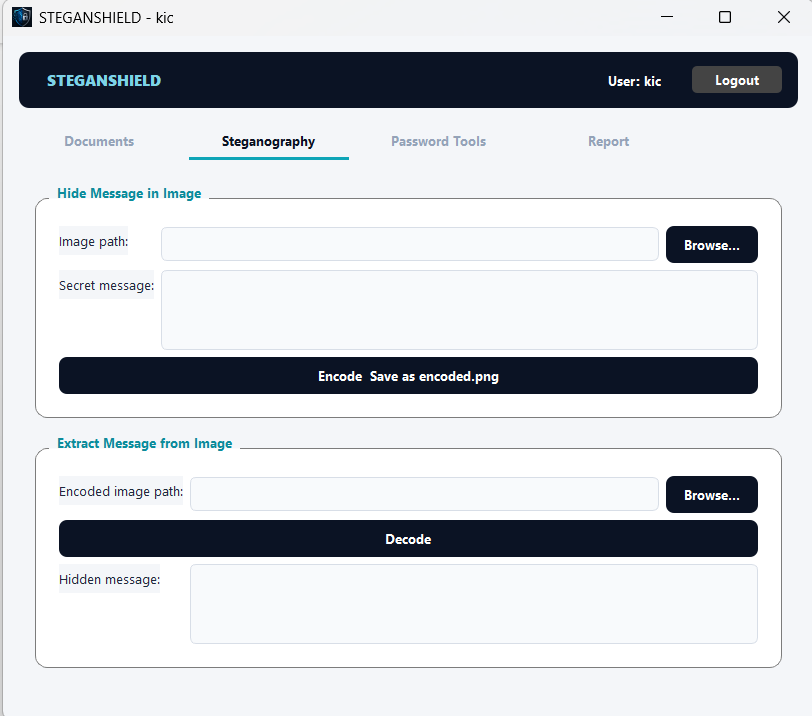 STEGANSHIELD - kic
STEGANSHIELD
User: kic
Logout
Documents
Steganography
Password Tools
Report
Hide Message in Image
Image path:
Browse...
Secret message:
Encode  Save as encoded.png
Extract Message from Image
Encoded image path:
Browse...
Decode
Hidden message: